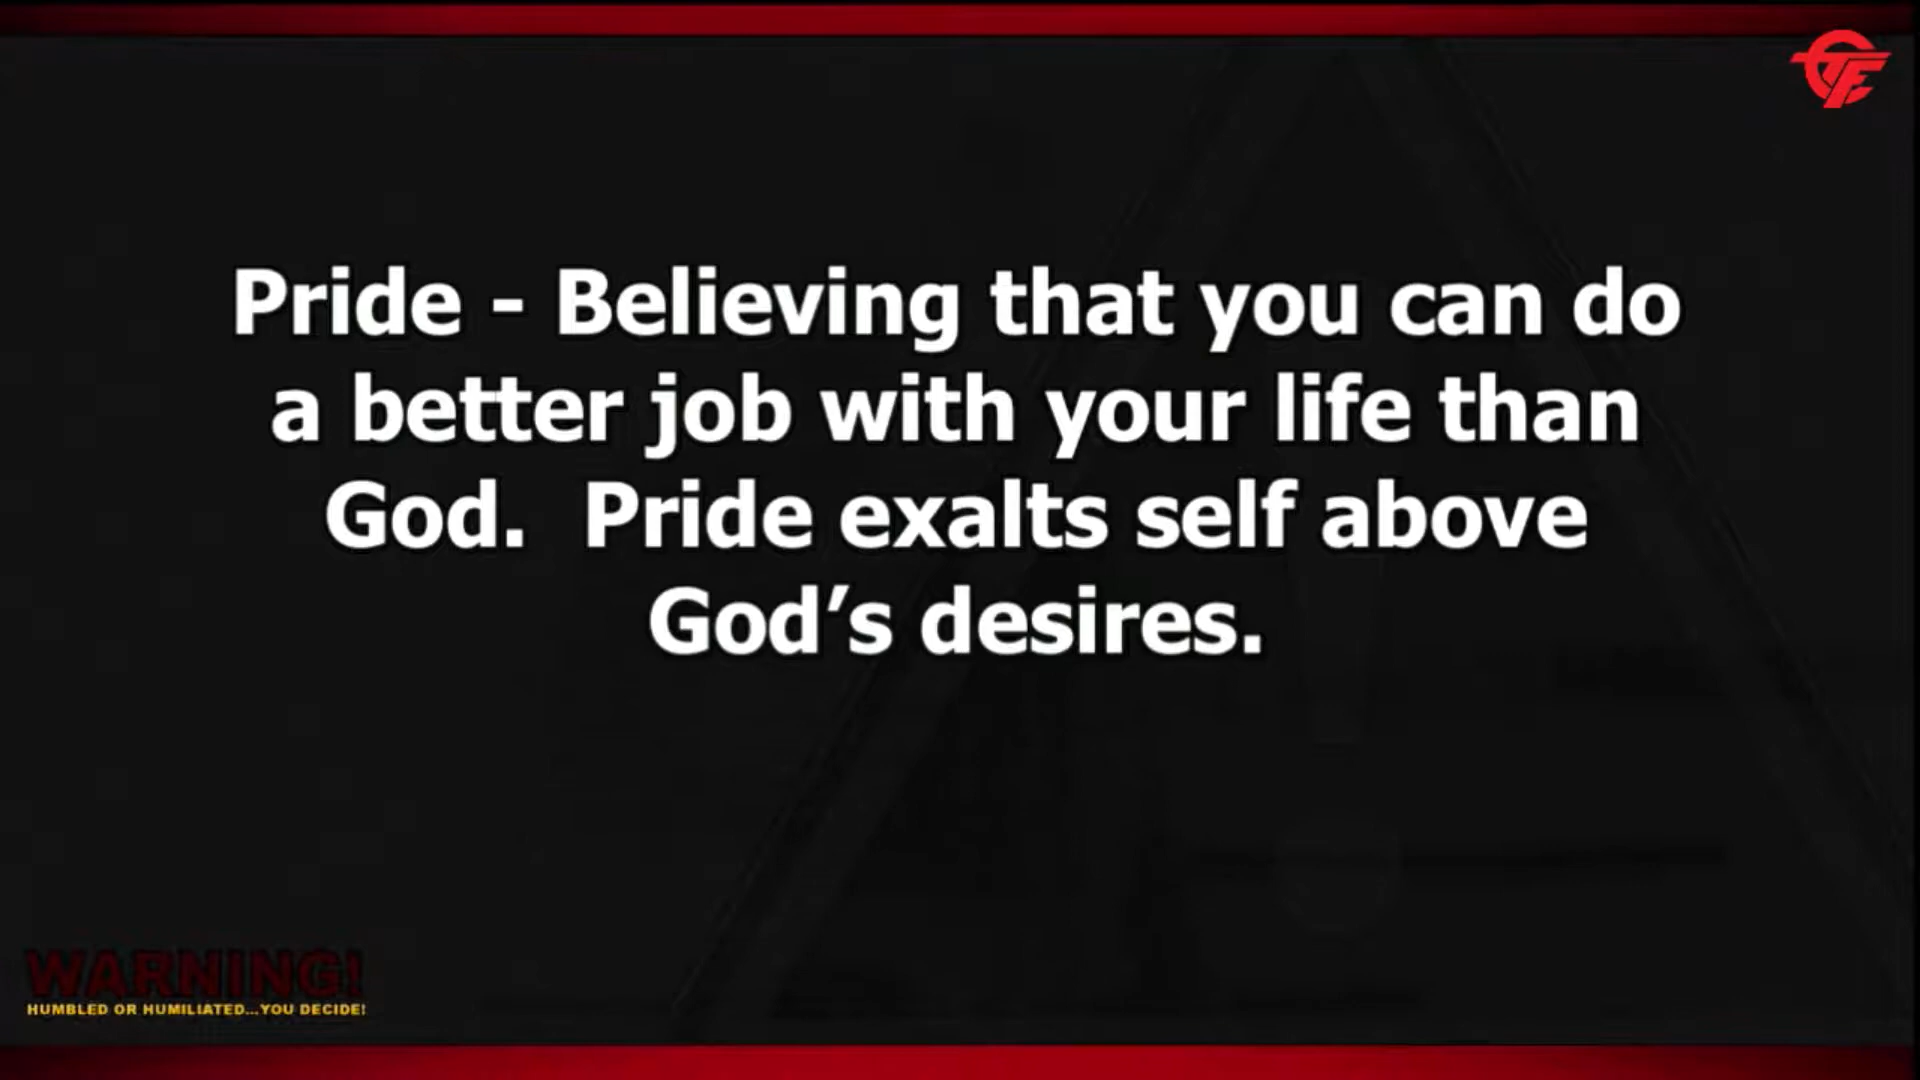 Pride - Believing that you can do
a better job with your life than
God.  Pride exalts self above
God’s desires.
WARNING!
HUMBLED OR HUMILIATED...YOU DECIDE!